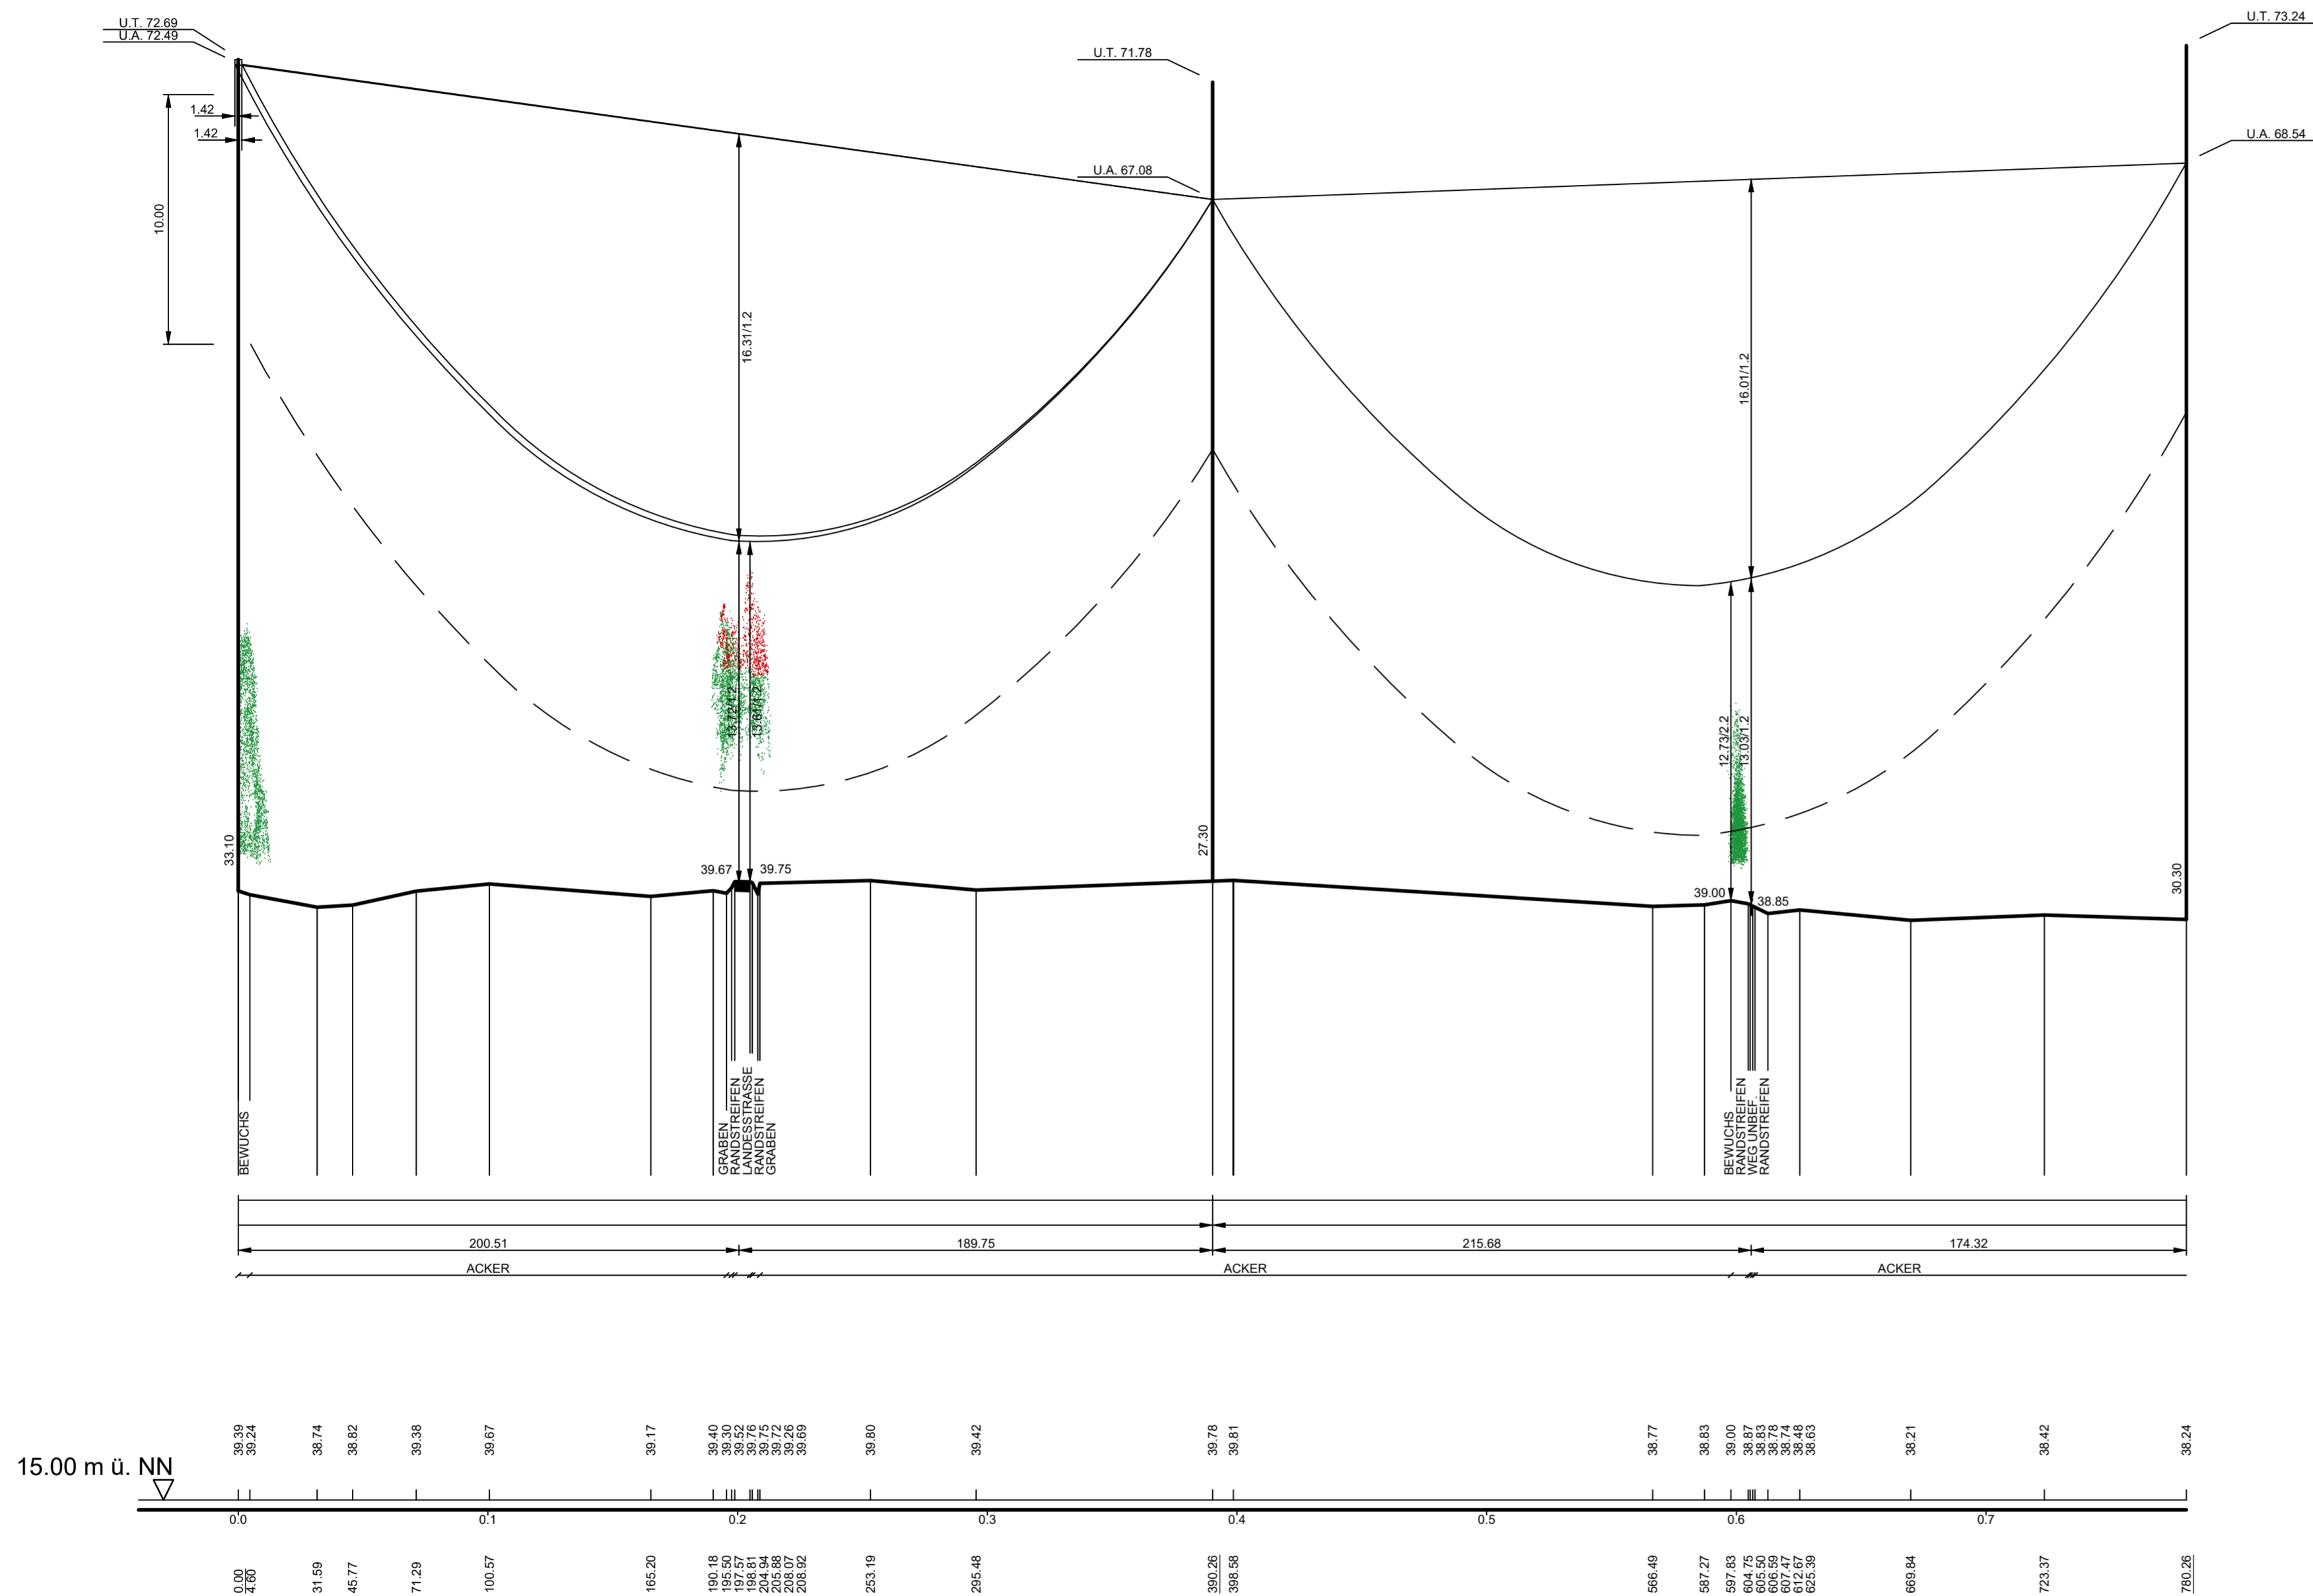 U.T. 72.69
U.A. 72.49
U.T. 71.78
U.T. 73.24
1.42
1.42
U.A. 67.08
U.A. 68.54
10.00
16.31/1.2
16.01/1.2
13.72/1.2
13.61/1.2
12.73/2.2
13.03/1.2
33.10
39.67
39.75
27.30
39.00
38.85
30.30
BEWUCHS
GRABEN
RANDSTREIFEN
LANDESSTRASSE
RANDSTREIFEN
GRABEN
BEWUCHS
RANDSTREIFEN
WEG UNBEF.
RANDSTREIFEN
200.51 189.75 215.68 174.32
ACKER ACKER ACKER
39.39 39.24 38.74 38.82 39.38 39.67 39.17 39.40 39.30 39.52 39.76 39.75 39.72 39.26 39.69 39.80 39.42 39.78 39.81 38.77 38.83 39.00 38.87 38.83 38.78 38.74 38.48 38.63 38.21 38.42 38.24
15.00 m ü. NN
0.0 0.1 0.2 0.3 0.4 0.5 0.6 0.7
0.00 4.60 31.59 45.77 71.29 100.57 165.20 190.18 195.50 197.57 198.81 204.94 205.88 208.07 208.92 253.19 295.48 390.26 398.58 566.49 587.27 597.83 604.75 605.50 606.59 607.47 612.67 625.39 669.84 723.37 780.26